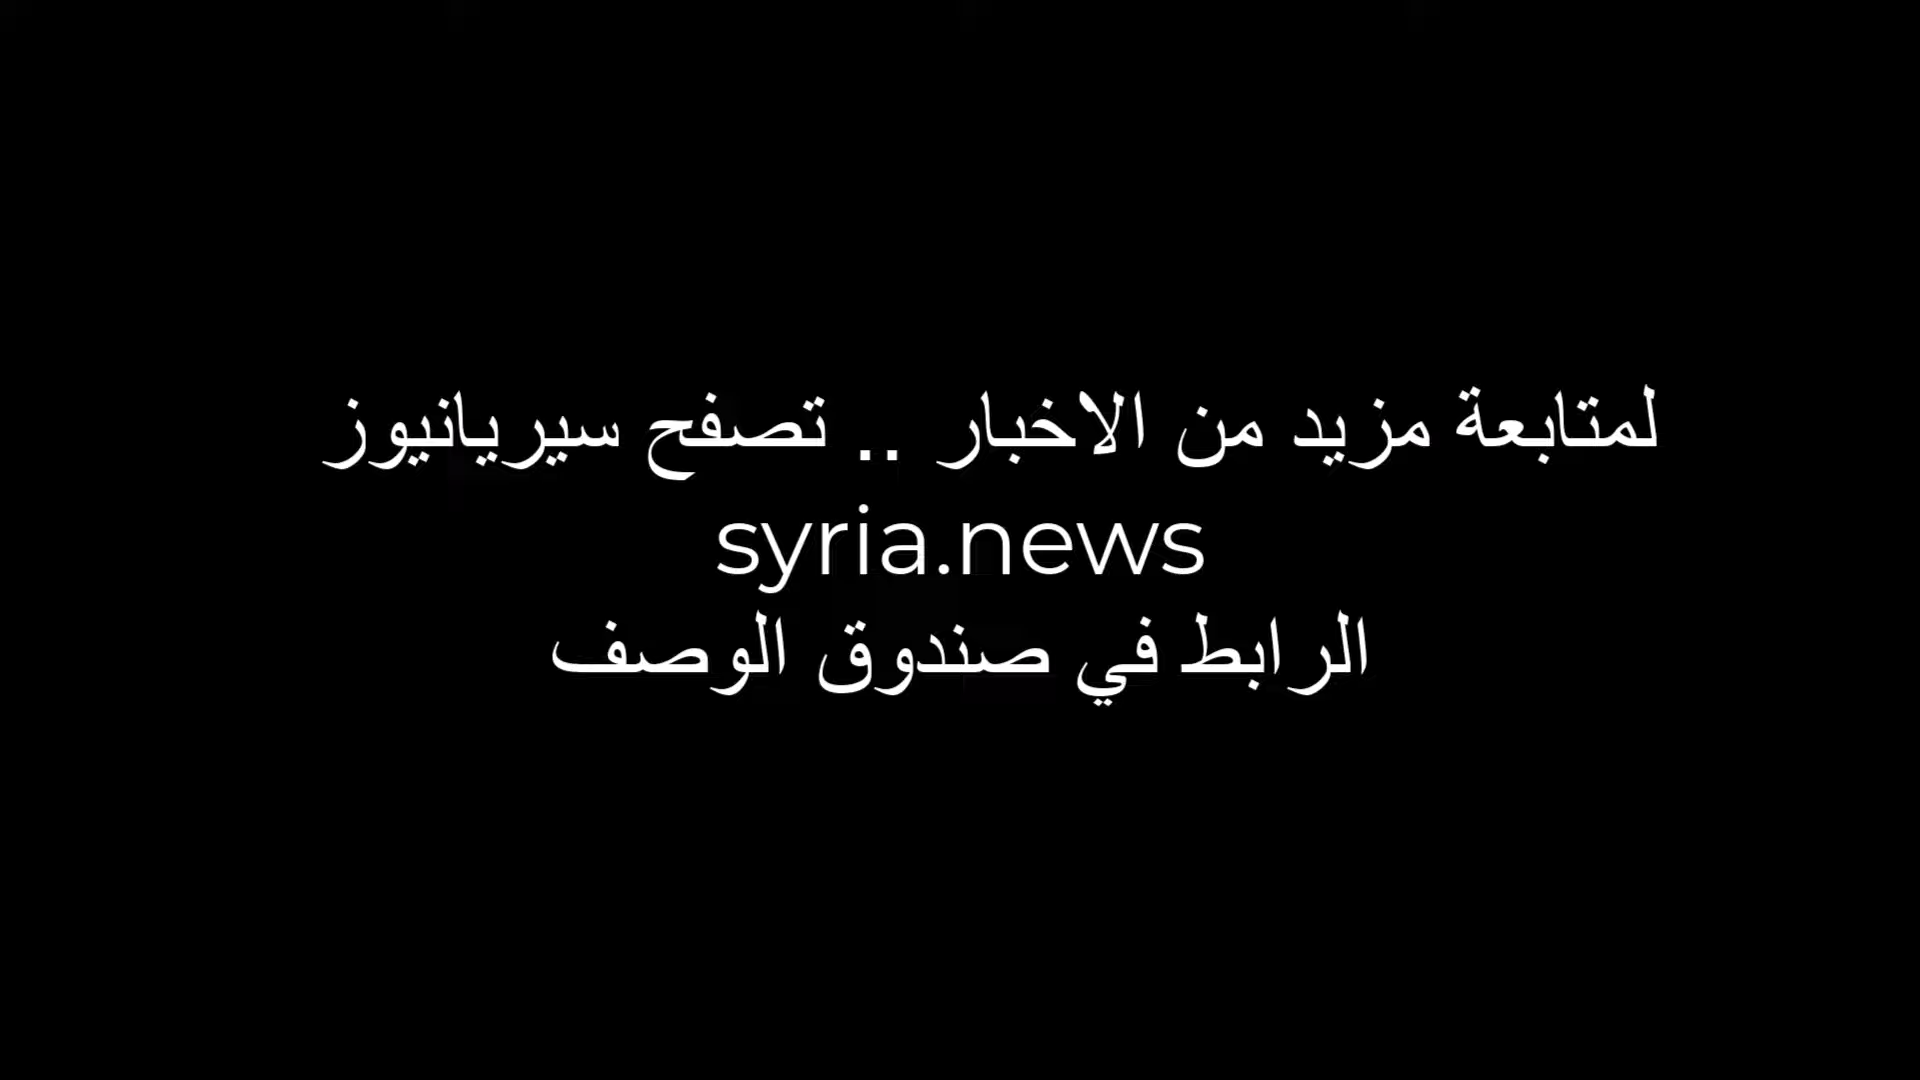 لمتابعة مزيد من الاخبار .. تصفح سيريانيوز
syria.news
الرابط في صندوق الوصف